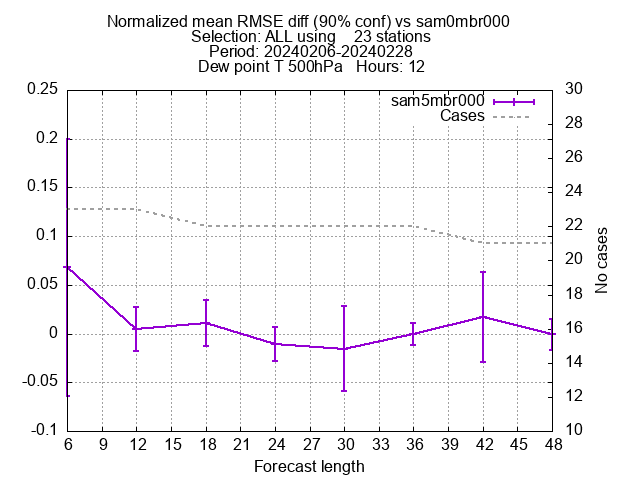 Normalized mean RMSE diff (90% conf) vs sam0mbr000
Selection: ALL using    23 stations
Period: 20240206-20240228
Dew point T 500hPa   Hours: 12
sam5mbr000
Cases
0.25
0.2
0.15
0.1
0.05
0
-0.05
-0.1
30
28
26
24
22
20
18
16
14
12
10
No cases
6 9 12 15 18 21 24 27 30 33 36 39 42 45 48
Forecast length